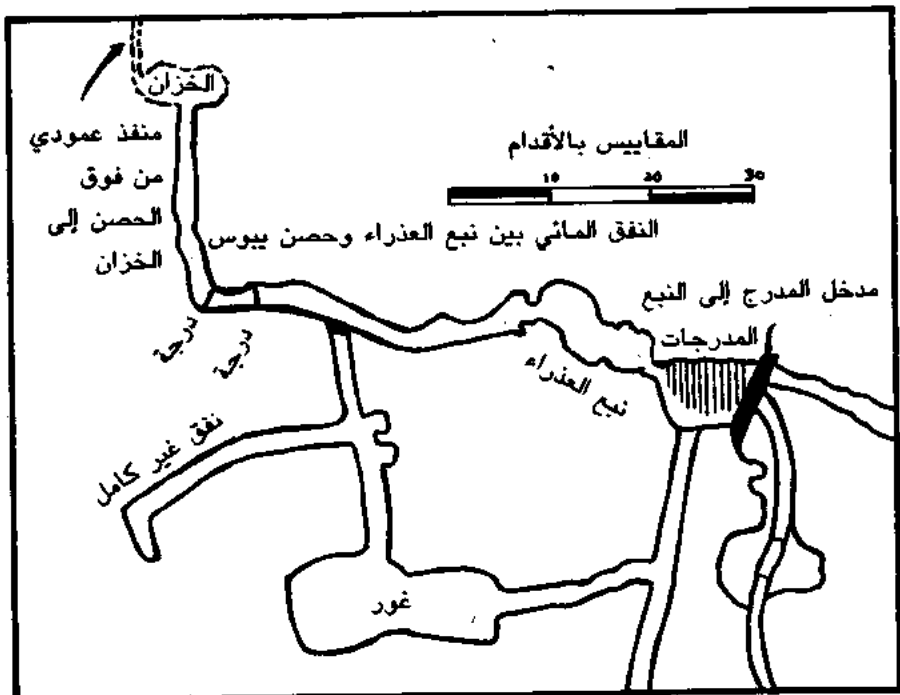 الخزان
منفذ عمودي
من فوق
الحصن إلى
الخزان
المقاييس بالأقدام
10 20 30
النفق المائي بين نبع العذراء وحصن يبوس
مدخل المدرج إلى النبع
المدرجات
درجة
درجة
نبع العذراء
نفق غير كامل
غور